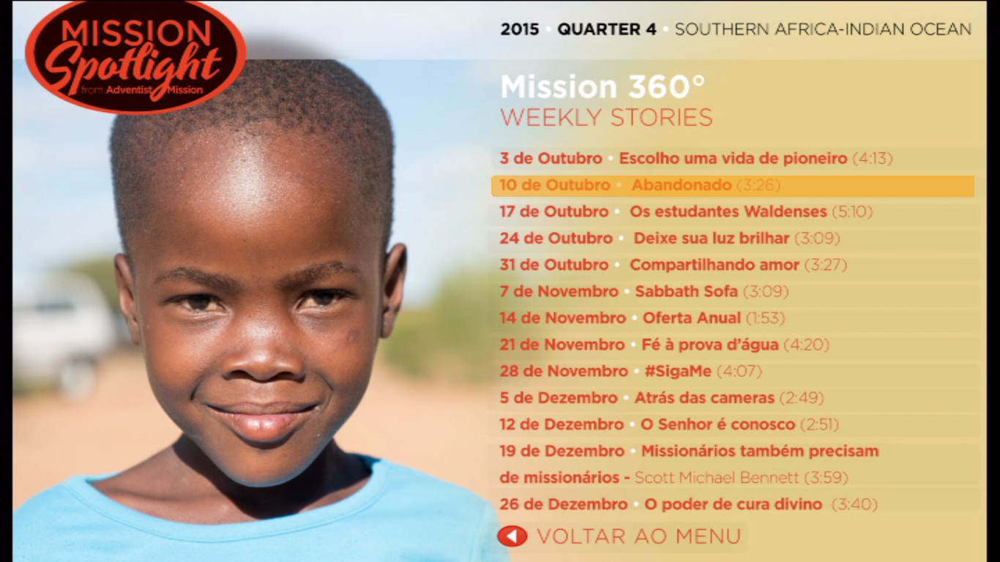 MISSION
Spotlight
from Adventist Mission
2015 • QUARTER 4 • SOUTHERN AFRICA-INDIAN OCEAN
Mission 360°
WEEKLY STORIES
3 de Outubro • Escolho uma vida de pioneiro (4:13)
10 de Outubro • Abandonado (3:26)
17 de Outubro • Os estudantes Waldenses (5:10)
24 de Outubro • Deixe sua luz brilhar (3:09)
31 de Outubro • Compartilhando amor (3:27)
7 de Novembro • Sabbath Sofa (3:09)
14 de Novembro • Oferta Anual (1:53)
21 de Novembro • Fé à prova d'água (4:20)
28 de Novembro • #SigaMe (4:07)
5 de Dezembro • Atrás das cameras (2:49)
12 de Dezembro • O Senhor é conosco (2:51)
19 de Dezembro • Missionários também precisam
de missionários - Scott Michael Bennett (3:59)
26 de Dezembro • O poder de cura divino (3:40)
VOLTAR AO MENU